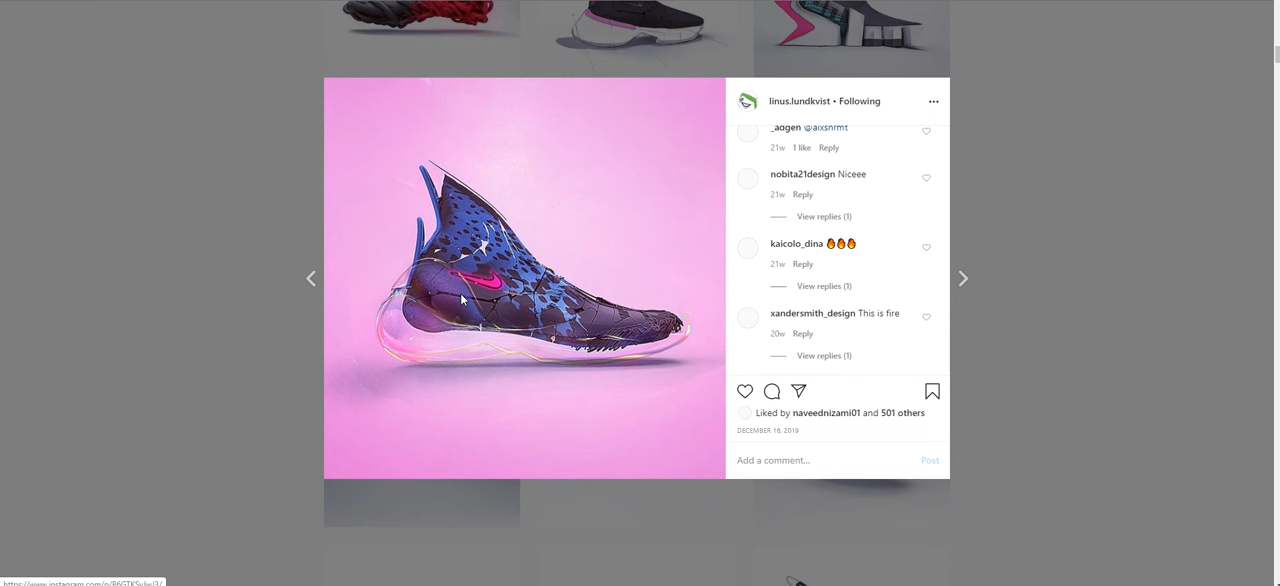 linus.lundkvist • Following
_adgen @aixsnrmt
21w 1 like Reply
nobita21design Niceee
21w Reply
View replies (1)
kaicolo_dina 🔥🔥🔥
21w Reply
View replies (1)
xandersmith_design This is fire
20w Reply
View replies (1)
Liked by naveednizami01 and 501 others
DECEMBER 16, 2019
Add a comment... Post